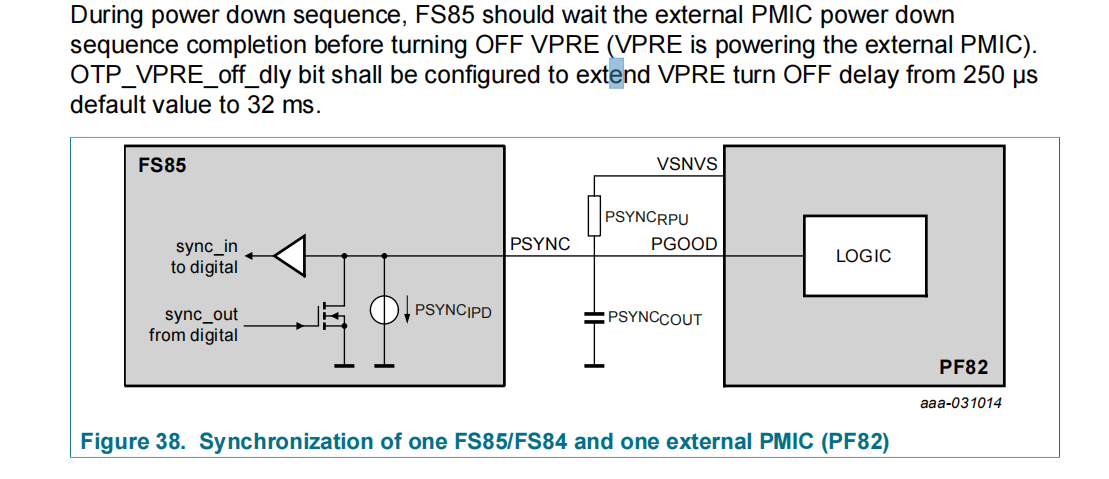 During power down sequence, FS85 should wait the external PMIC power down
sequence completion before turning OFF VPRE (VPRE is powering the external PMIC).
OTP_VPRE_off_dly bit shall be configured to extend VPRE turn OFF delay from 250 µs
default value to 32 ms.
FS85
VSNVS
PSYNCRPU
sync_in
to digital
PSYNC
PGOOD
LOGIC
sync_out
from digital
PSYNCIPD
PSYNCCOUT
PF82
aaa-031014
Figure 38. Synchronization of one FS85/FS84 and one external PMIC (PF82)